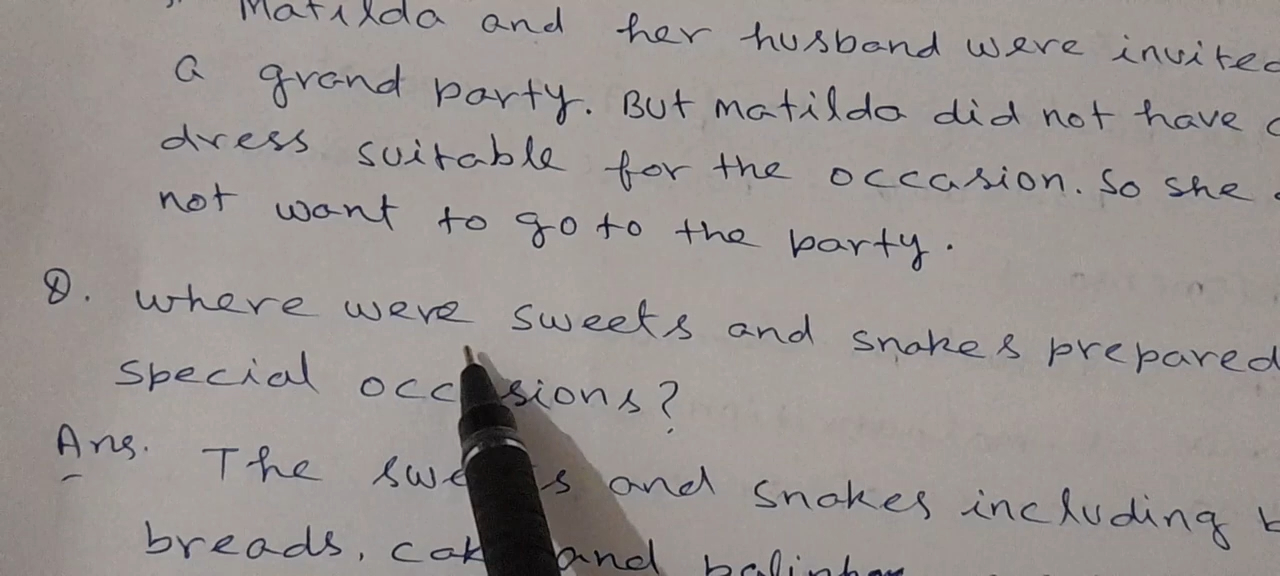 Matilda and her husband were invited
a grand party. But Matilda did not have
dress suitable for the occasion. So she
not want to go to the party.
Q. where were sweets and snakes prepared
special occasions?
Ans. The sweets and snakes including
breads, and